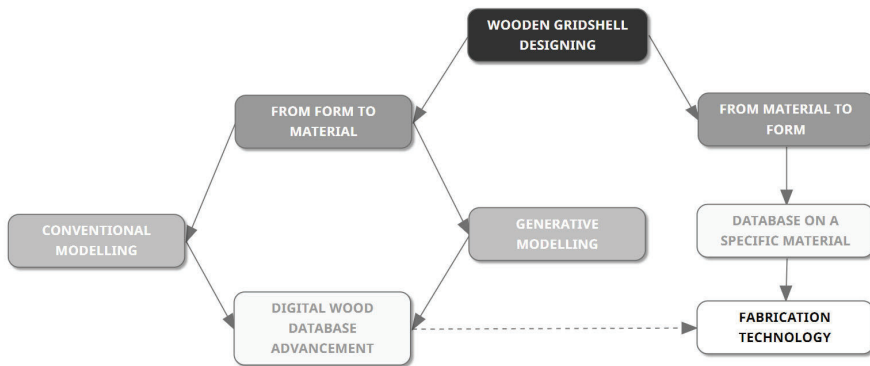 WOODEN GRIDSHELL
DESIGNING
FROM FORM TO
MATERIAL
FROM MATERIAL TO
FORM
CONVENTIONAL
MODELLING
GENERATIVE
MODELLING
DATABASE ON A
SPECIFIC MATERIAL
DIGITAL WOOD
DATABASE
ADVANCEMENT
FABRICATION
TECHNOLOGY